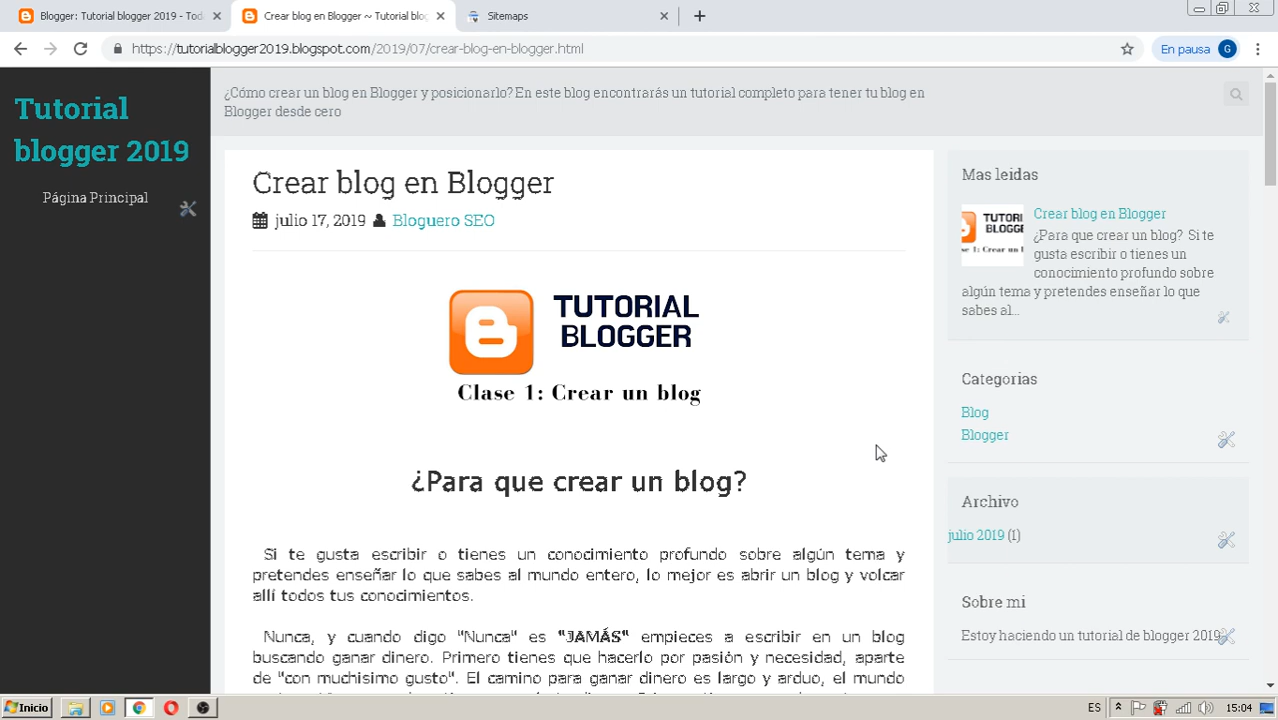 Blogger: Tutorial blogger 2019 - Tod
Crear blog en Blogger ~ Tutorial blog
Sitemaps
https://tutorialblogger2019.blogspot.com/2019/07/crear-blog-en-blogger.html
En pausa
G
Tutorial
blogger 2019
Página Principal
¿Cómo crear un blog en Blogger y posicionarlo? En este blog encontrarás un tutorial completo para tener tu blog en
Blogger desde cero
Crear blog en Blogger
julio 17, 2019 Bloguero SEO
TUTORIAL
BLOGGER
Clase 1: Crear un blog
¿Para que crear un blog?
Si te gusta escribir o tienes un conocimiento profundo sobre algún tema y
pretendes enseñar lo que sabes al mundo entero, lo mejor es abrir un blog y volcar
allí todos tus conocimientos.
Nunca, y cuando digo "Nunca" es "JAMÁS" empieces a escribir en un blog
buscando ganar dinero. Primero tienes que hacerlo por pasión y necesidad, aparte
de "con muchisimo gusto". El camino para ganar dinero es largo y arduo, el mundo
Mas leidas
TUTORI
BLOGGE
se 1: Crear un l
Crear blog en Blogger
¿Para que crear un blog? Si te
gusta escribir o tienes un
conocimiento profundo sobre
algún tema y pretendes enseñar lo que
sabes al...
Categorias
Blog
Blogger
Archivo
julio 2019 (1)
Sobre mi
Estoy haciendo un tutorial de blogger 2019
Inicio
ES
15:04